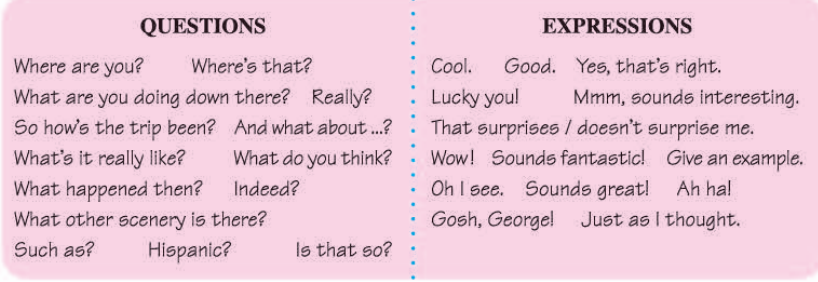 QUESTIONS
Where are you? Where's that?
What are you doing down there? Really?
So how's the trip been? And what about ...?
What's it really like? What do you think?
What happened then? Indeed?
What other scenery is there?
Such as? Hispanic? Is that so?
EXPRESSIONS
Cool. Good. Yes, that's right.
Lucky you! Mmm, sounds interesting.
That surprises / doesn't surprise me.
Wow! Sounds fantastic! Give an example.
Oh I see. Sounds great! Ah ha!
Gosh, George! Just as I thought.